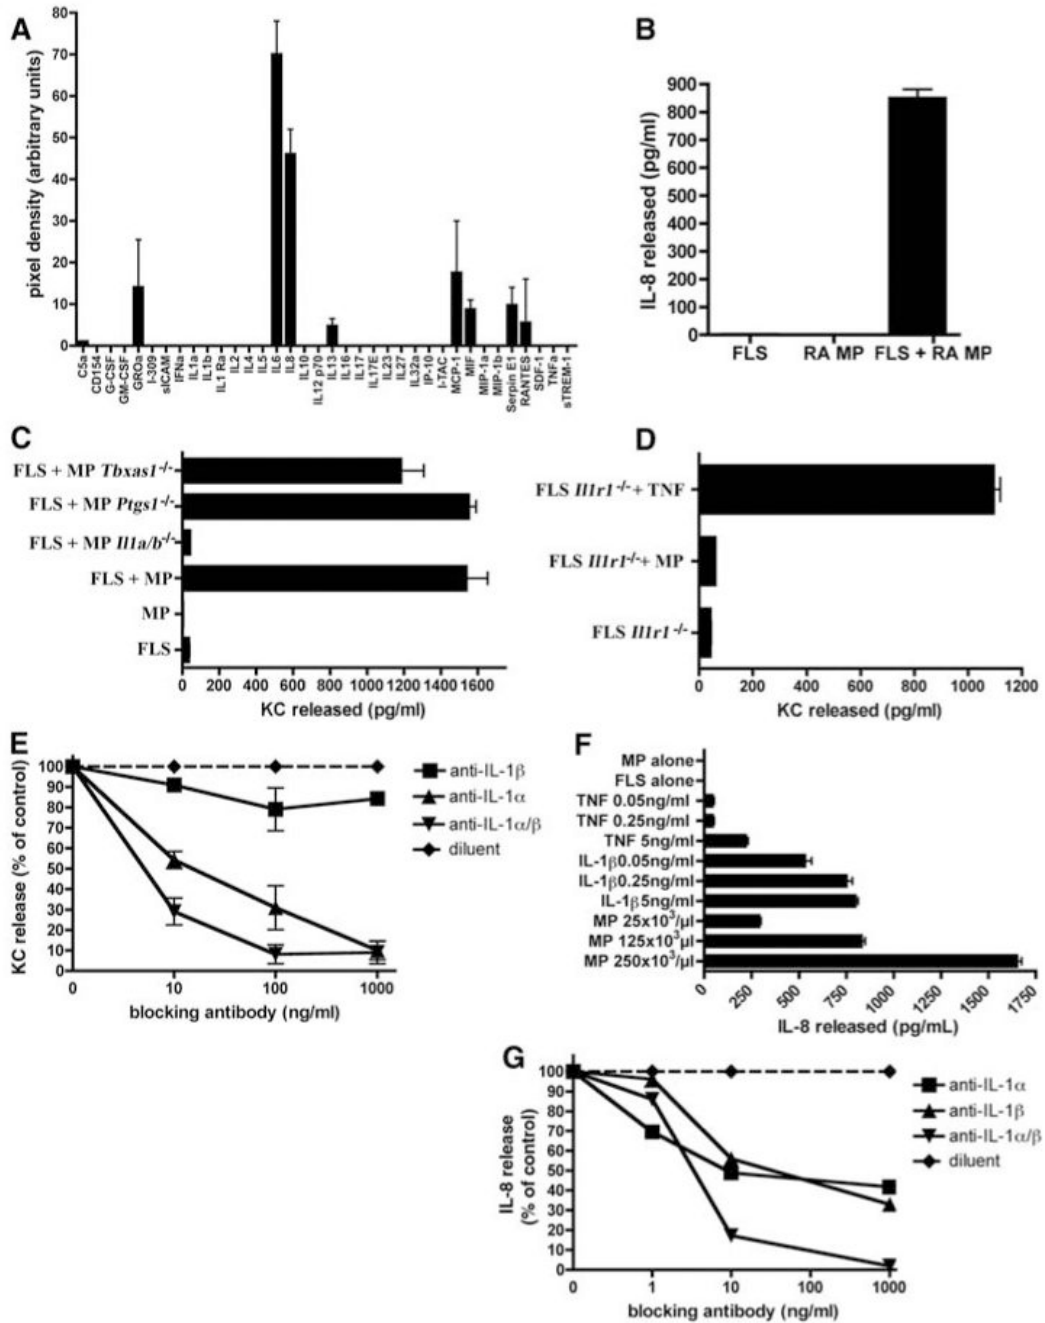 A
pixel density (arbitrary units)
80
70
60
50
40
30
20
10
0
C5a
CD154
G-CSF
GM-CSF
GROa
I-309
sICAM
IFNa
IL1a
IL1b
IL1 Ra
IL2
IL4
IL5
IL6
IL8
IL10
IL12 p70
IL13
IL16
IL17
IL17E
IL23
IL27
IL32a
IP-10
I-TAC
MCP-1
MIF
MIP-1a
MIP-1b
Serpin E1
RANTES
SDF-1
TNFa
sTREM-1
B
IL-8 released (pg/ml)
900
800
700
600
500
400
300
200
100
0
FLS RA MP FLS + RA MP
C
FLS + MP Tbxas1-/-
FLS + MP Ptgs1-/-
FLS + MP Il1a/b-/-
FLS + MP
MP
FLS
0 200 400 600 800 1000 1200 1400 1600
KC released (pg/ml)
D
FLS Il1r1-/-+ TNF
FLS Il1r1-/-+ MP
FLS Il1r1-/-
0 200 400 600 800 1000 1200
KC released (pg/ml)
E
KC release (% of control)
100
90
80
70
60
50
40
30
20
10
0
0 10 100 1000
blocking antibody (ng/ml)
anti-IL-1β
anti-IL-1α
anti-IL-1α/β
diluent
F
MP alone
FLS alone
TNF 0.05ng/ml
TNF 0.25ng/ml
TNF 5ng/ml
IL-1β0.05ng/ml
IL-1β0.25ng/ml
IL-1β5ng/ml
MP 25x10³/µl
MP 125x10³µl
MP 250x10³/µl
0 250 500 750 1000 1250 1500 1750
IL-8 released (pg/mL)
G
IL-8 release
(% of control)
100
90
80
70
60
50
40
30
20
10
0
0 1 10 100 1000
blocking antibody (ng/ml)
anti-IL-1α
anti-IL-1β
anti-IL-1α/β
diluent